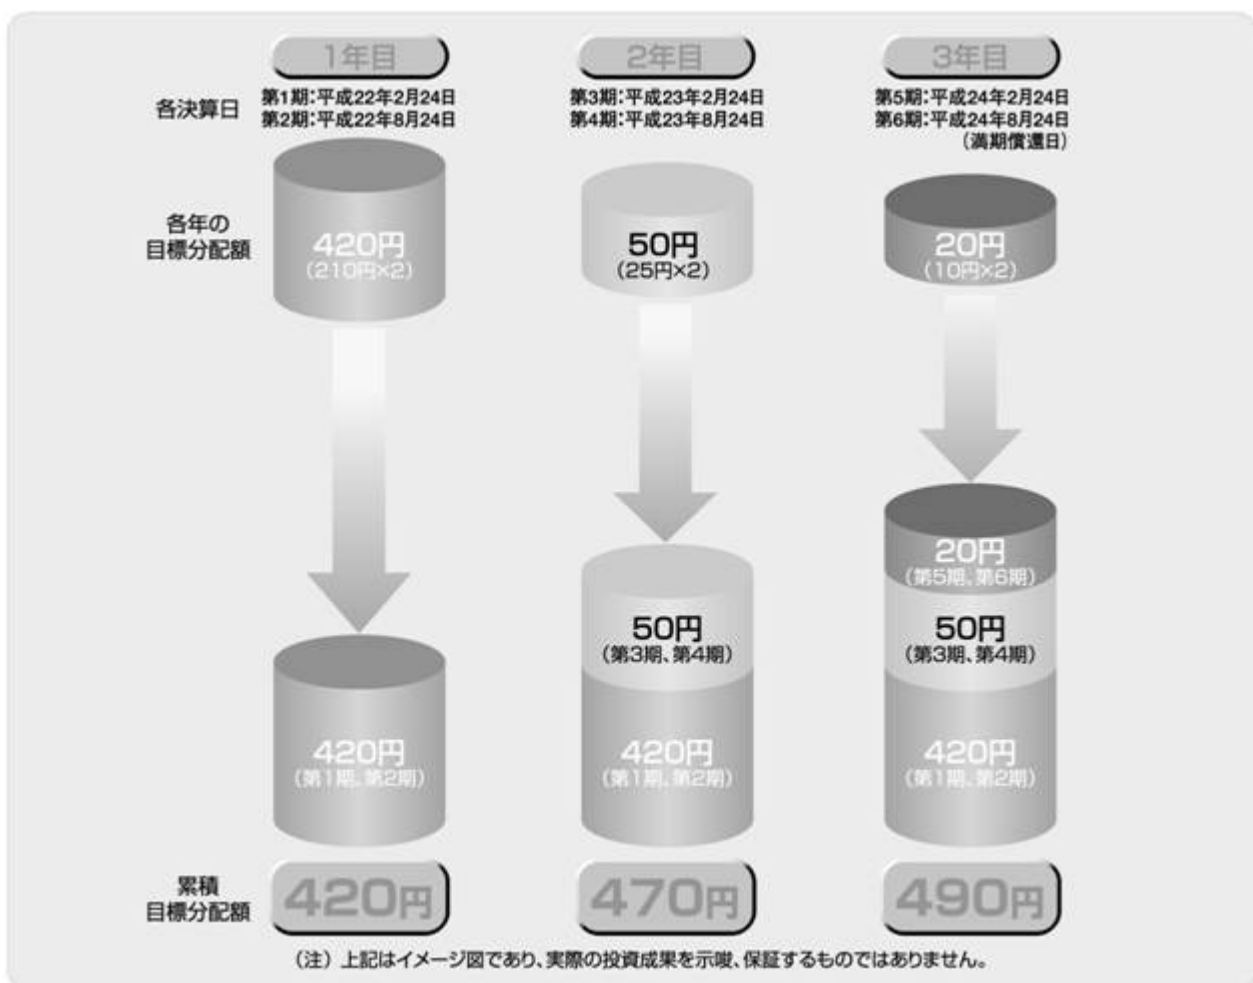 1年目
2年目
3年目
各決算日
第1期:平成22年2月24日
第2期:平成22年8月24日
第3期:平成23年2月24日
第4期:平成23年8月24日
第5期:平成24年2月24日
第6期:平成24年8月24日
(満期償還日)
各年の
目標分配額
420円
(210円×2)
50円
(25円×2)
20円
(10円×2)
420円
(第1期、第2期)
50円
(第3期、第4期)
420円
(第1期、第2期)
20円
(第5期、第6期)
50円
(第3期、第4期)
420円
(第1期、第2期)
累積
目標分配額
420円
470円
490円
(注) 上記はイメージ図であり、実際の投資成果を示唆、保証するものではありません。